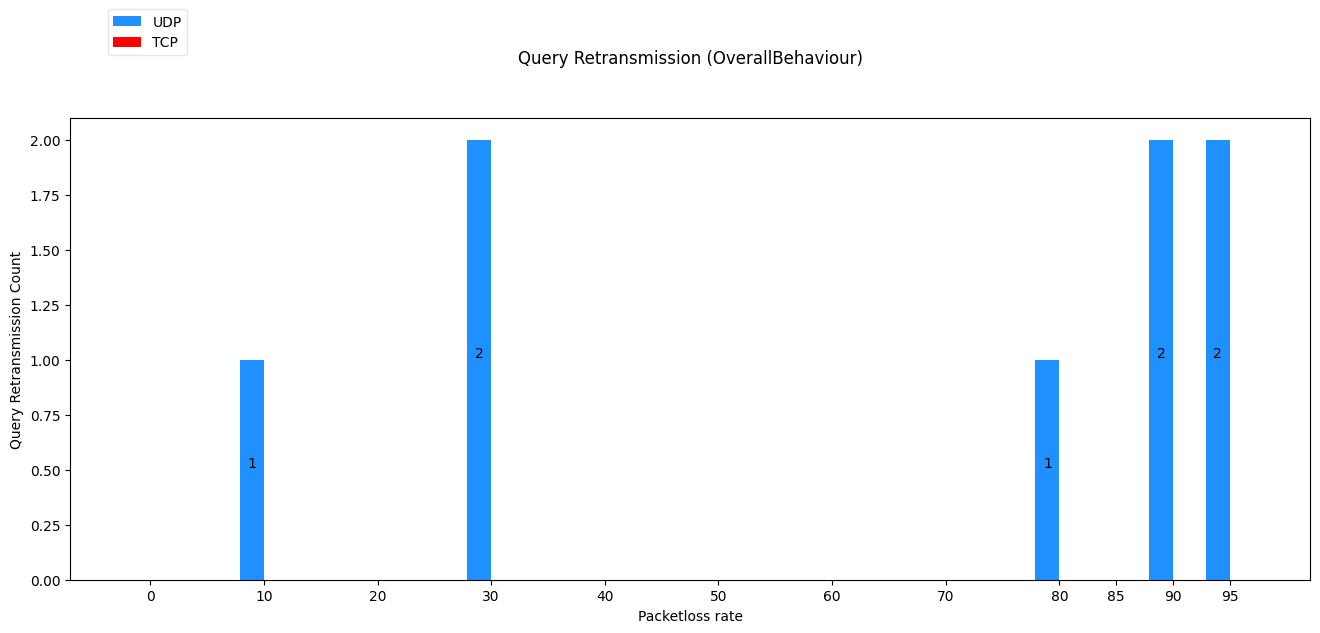 UDP
TCP
Query Retransmission (OverallBehaviour)
Query Retransmission Count
2.00
1.75
1.50
1.25
1.00
0.75
0.50
0.25
0.00
1
2
1
2
2
0 10 20 30 40 50 60 70 80 85 90 95
Packetloss rate